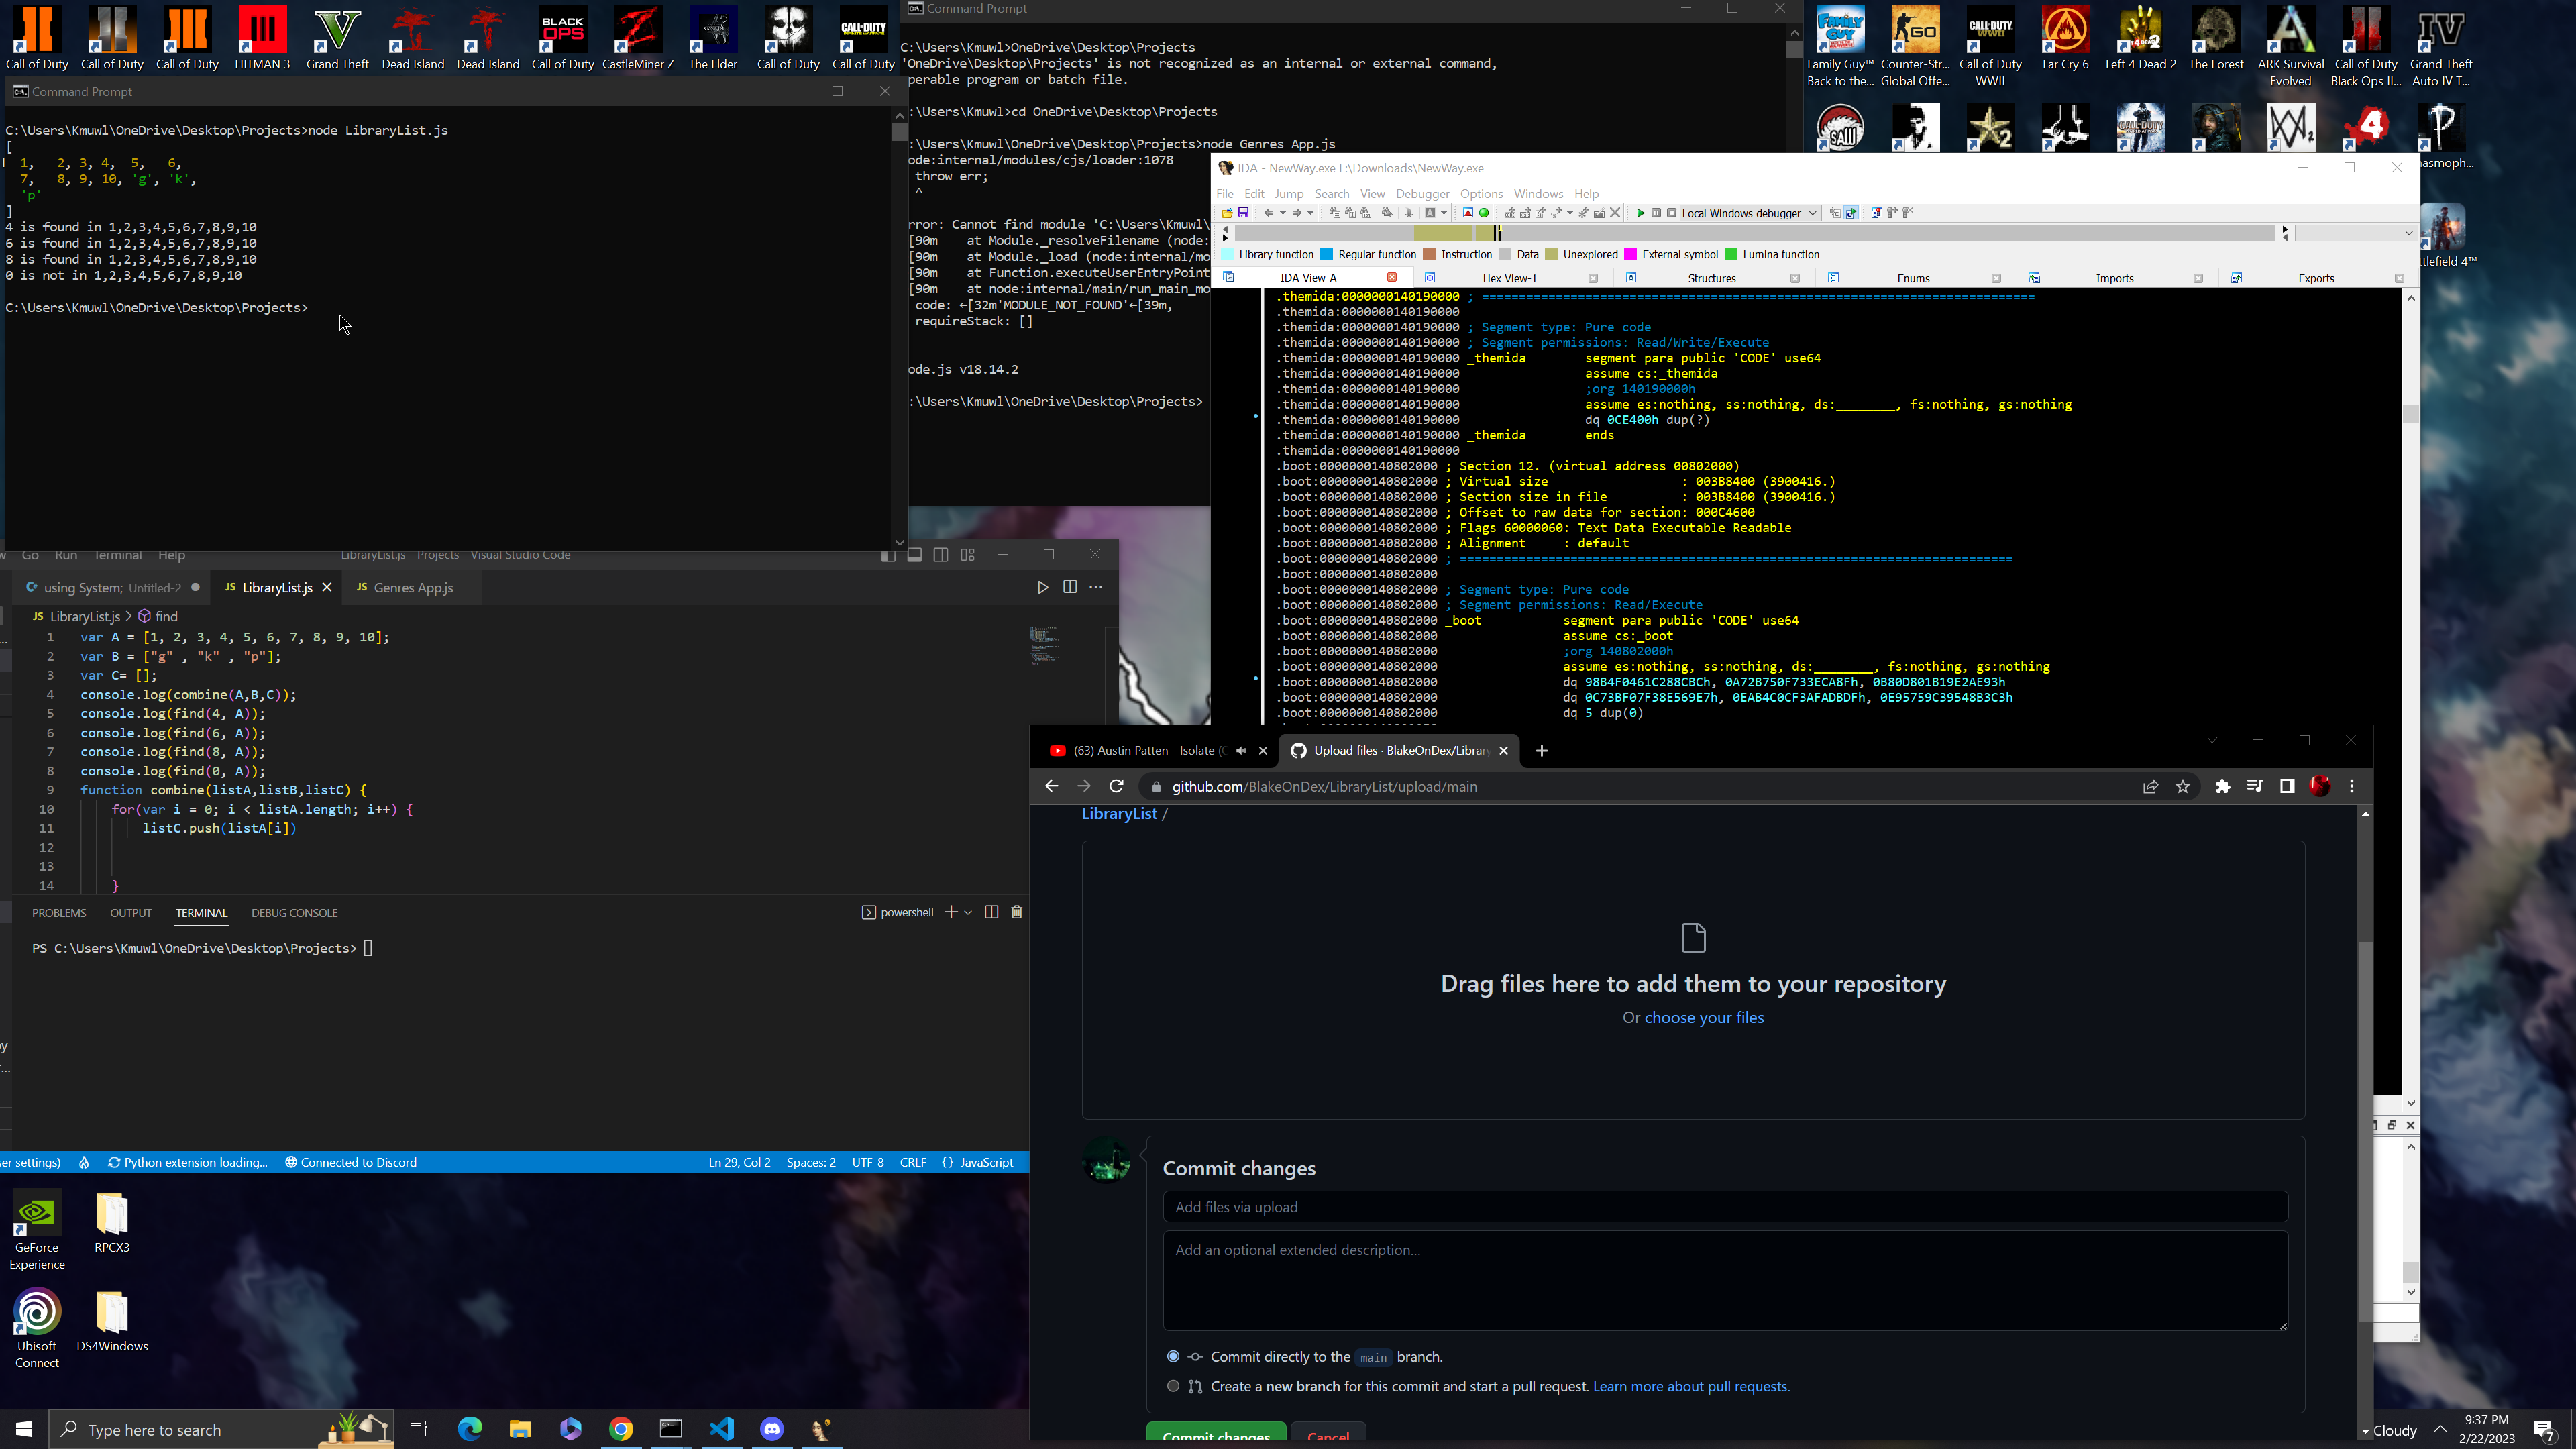 Call of Duty
Call of Duty
Call of Duty
HITMAN 3
Grand Theft
Dead Island
Dead Island
Call of Duty
CastleMiner Z
The Elder
Call of Duty
Call of Duty
Command Prompt
C:\Users\Kmuwl>OneDrive\Desktop\Projects
'OneDrive\Desktop\Projects' is not recognized as an internal or external command,
perable program or batch file.
:\Users\Kmuwl>cd OneDrive\Desktop\Projects
:\Users\Kmuwl\OneDrive\Desktop\Projects>node Genres App.js
ode:internal/modules/cjs/loader:1078
throw err;
^
rror: Cannot find module 'C:\Users\Kmuwl\
[90m    at Module._resolveFilename (node:
[90m    at Module._load (node:internal/mo
[90m    at Function.executeUserEntryPoint
[90m    at node:internal/main/run_main_mo
code: ←[32m'MODULE_NOT_FOUND'←[39m,
requireStack: []
ode.js v18.14.2
:\Users\Kmuwl\OneDrive\Desktop\Projects>
Family Guy™ Back to the...
Counter-Str... Global Offe...
Call of Duty WWII
Far Cry 6
Left 4 Dead 2
The Forest
ARK Survival Evolved
Call of Duty Black Ops II...
Grand Theft Auto IV T...
asmoph...
ttlefield 4™
Command Prompt
C:\Users\Kmuwl\OneDrive\Desktop\Projects>node LibraryList.js
[
1,   2, 3, 4,  5,   6,
7,   8, 9, 10, 'g', 'k',
'p'
]
4 is found in 1,2,3,4,5,6,7,8,9,10
6 is found in 1,2,3,4,5,6,7,8,9,10
8 is found in 1,2,3,4,5,6,7,8,9,10
0 is not in 1,2,3,4,5,6,7,8,9,10
C:\Users\Kmuwl\OneDrive\Desktop\Projects>
IDA - NewWay.exe F:\Downloads\NewWay.exe
File Edit Jump Search View Debugger Options Windows Help
Local Windows debugger
Library function Regular function Instruction Data Unexplored External symbol Lumina function
IDA View-A Hex View-1 Structures Enums Imports Exports
.themida:0000000140190000 ; ===========================================================================
.themida:0000000140190000
.themida:0000000140190000 ; Segment type: Pure code
.themida:0000000140190000 ; Segment permissions: Read/Write/Execute
.themida:0000000140190000 _themida        segment para public 'CODE' use64
.themida:0000000140190000                 assume cs:_themida
.themida:0000000140190000                 ;org 140190000h
.themida:0000000140190000                 assume es:nothing, ss:nothing, ds:________, fs:nothing, gs:nothing
.themida:0000000140190000                 dq 0CE400h dup(?)
.themida:0000000140190000 _themida        ends
.themida:0000000140190000
.boot:0000000140802000 ; Section 12. (virtual address 00802000)
.boot:0000000140802000 ; Virtual size                  : 003B8400 (3900416.)
.boot:0000000140802000 ; Section size in file          : 003B8400 (3900416.)
.boot:0000000140802000 ; Offset to raw data for section: 000C4600
.boot:0000000140802000 ; Flags 60000060: Text Data Executable Readable
.boot:0000000140802000 ; Alignment     : default
.boot:0000000140802000 ; ===========================================================================
.boot:0000000140802000
.boot:0000000140802000 ; Segment type: Pure code
.boot:0000000140802000 ; Segment permissions: Read/Execute
.boot:0000000140802000 _boot           segment para public 'CODE' use64
.boot:0000000140802000                 assume cs:_boot
.boot:0000000140802000                 ;org 140802000h
.boot:0000000140802000                 assume es:nothing, ss:nothing, ds:________, fs:nothing, gs:nothing
.boot:0000000140802000                 dq 98B4F0461C288CBCh, 0A72B750F733ECA8Fh, 0B80D801B19E2AE93h
.boot:0000000140802000                 dq 0C73BF07F38E569E7h, 0EAB4C0CF3AFADBDFh, 0E95759C39548B3C3h
.boot:0000000140802000                 dq 5 dup(0)
Go Run Terminal Help
LibraryList.js - Projects - Visual Studio Code
using System; Untitled-2
JS LibraryList.js
JS Genres App.js
JS LibraryList.js > find
1 var A = [1, 2, 3, 4, 5, 6, 7, 8, 9, 10];
2 var B = ["g" , "k" , "p"];
3 var C= [];
4 console.log(combine(A,B,C));
5 console.log(find(4, A));
6 console.log(find(6, A));
7 console.log(find(8, A));
8 console.log(find(0, A));
9 function combine(listA,listB,listC) {
10 for(var i = 0; i < listA.length; i++) {
11 listC.push(listA[i])
12
13
14 }
PROBLEMS OUTPUT TERMINAL DEBUG CONSOLE
powershell
PS C:\Users\Kmuwl\OneDrive\Desktop\Projects>
er settings) Python extension loading... Connected to Discord
Ln 29, Col 2 Spaces: 2 UTF-8 CRLF {} JavaScript
(63) Austin Patten - Isolate (
Upload files · BlakeOnDex/Library
github.com/BlakeOnDex/LibraryList/upload/main
LibraryList /
Drag files here to add them to your repository
Or choose your files
Commit changes
Add files via upload
Add an optional extended description...
Commit directly to the main branch.
Create a new branch for this commit and start a pull request. Learn more about pull requests.
Commit changes
Cancel
GeForce Experience
RPCX3
Ubisoft Connect
DS4Windows
Type here to search
Cloudy
9:37 PM
2/22/2023
7